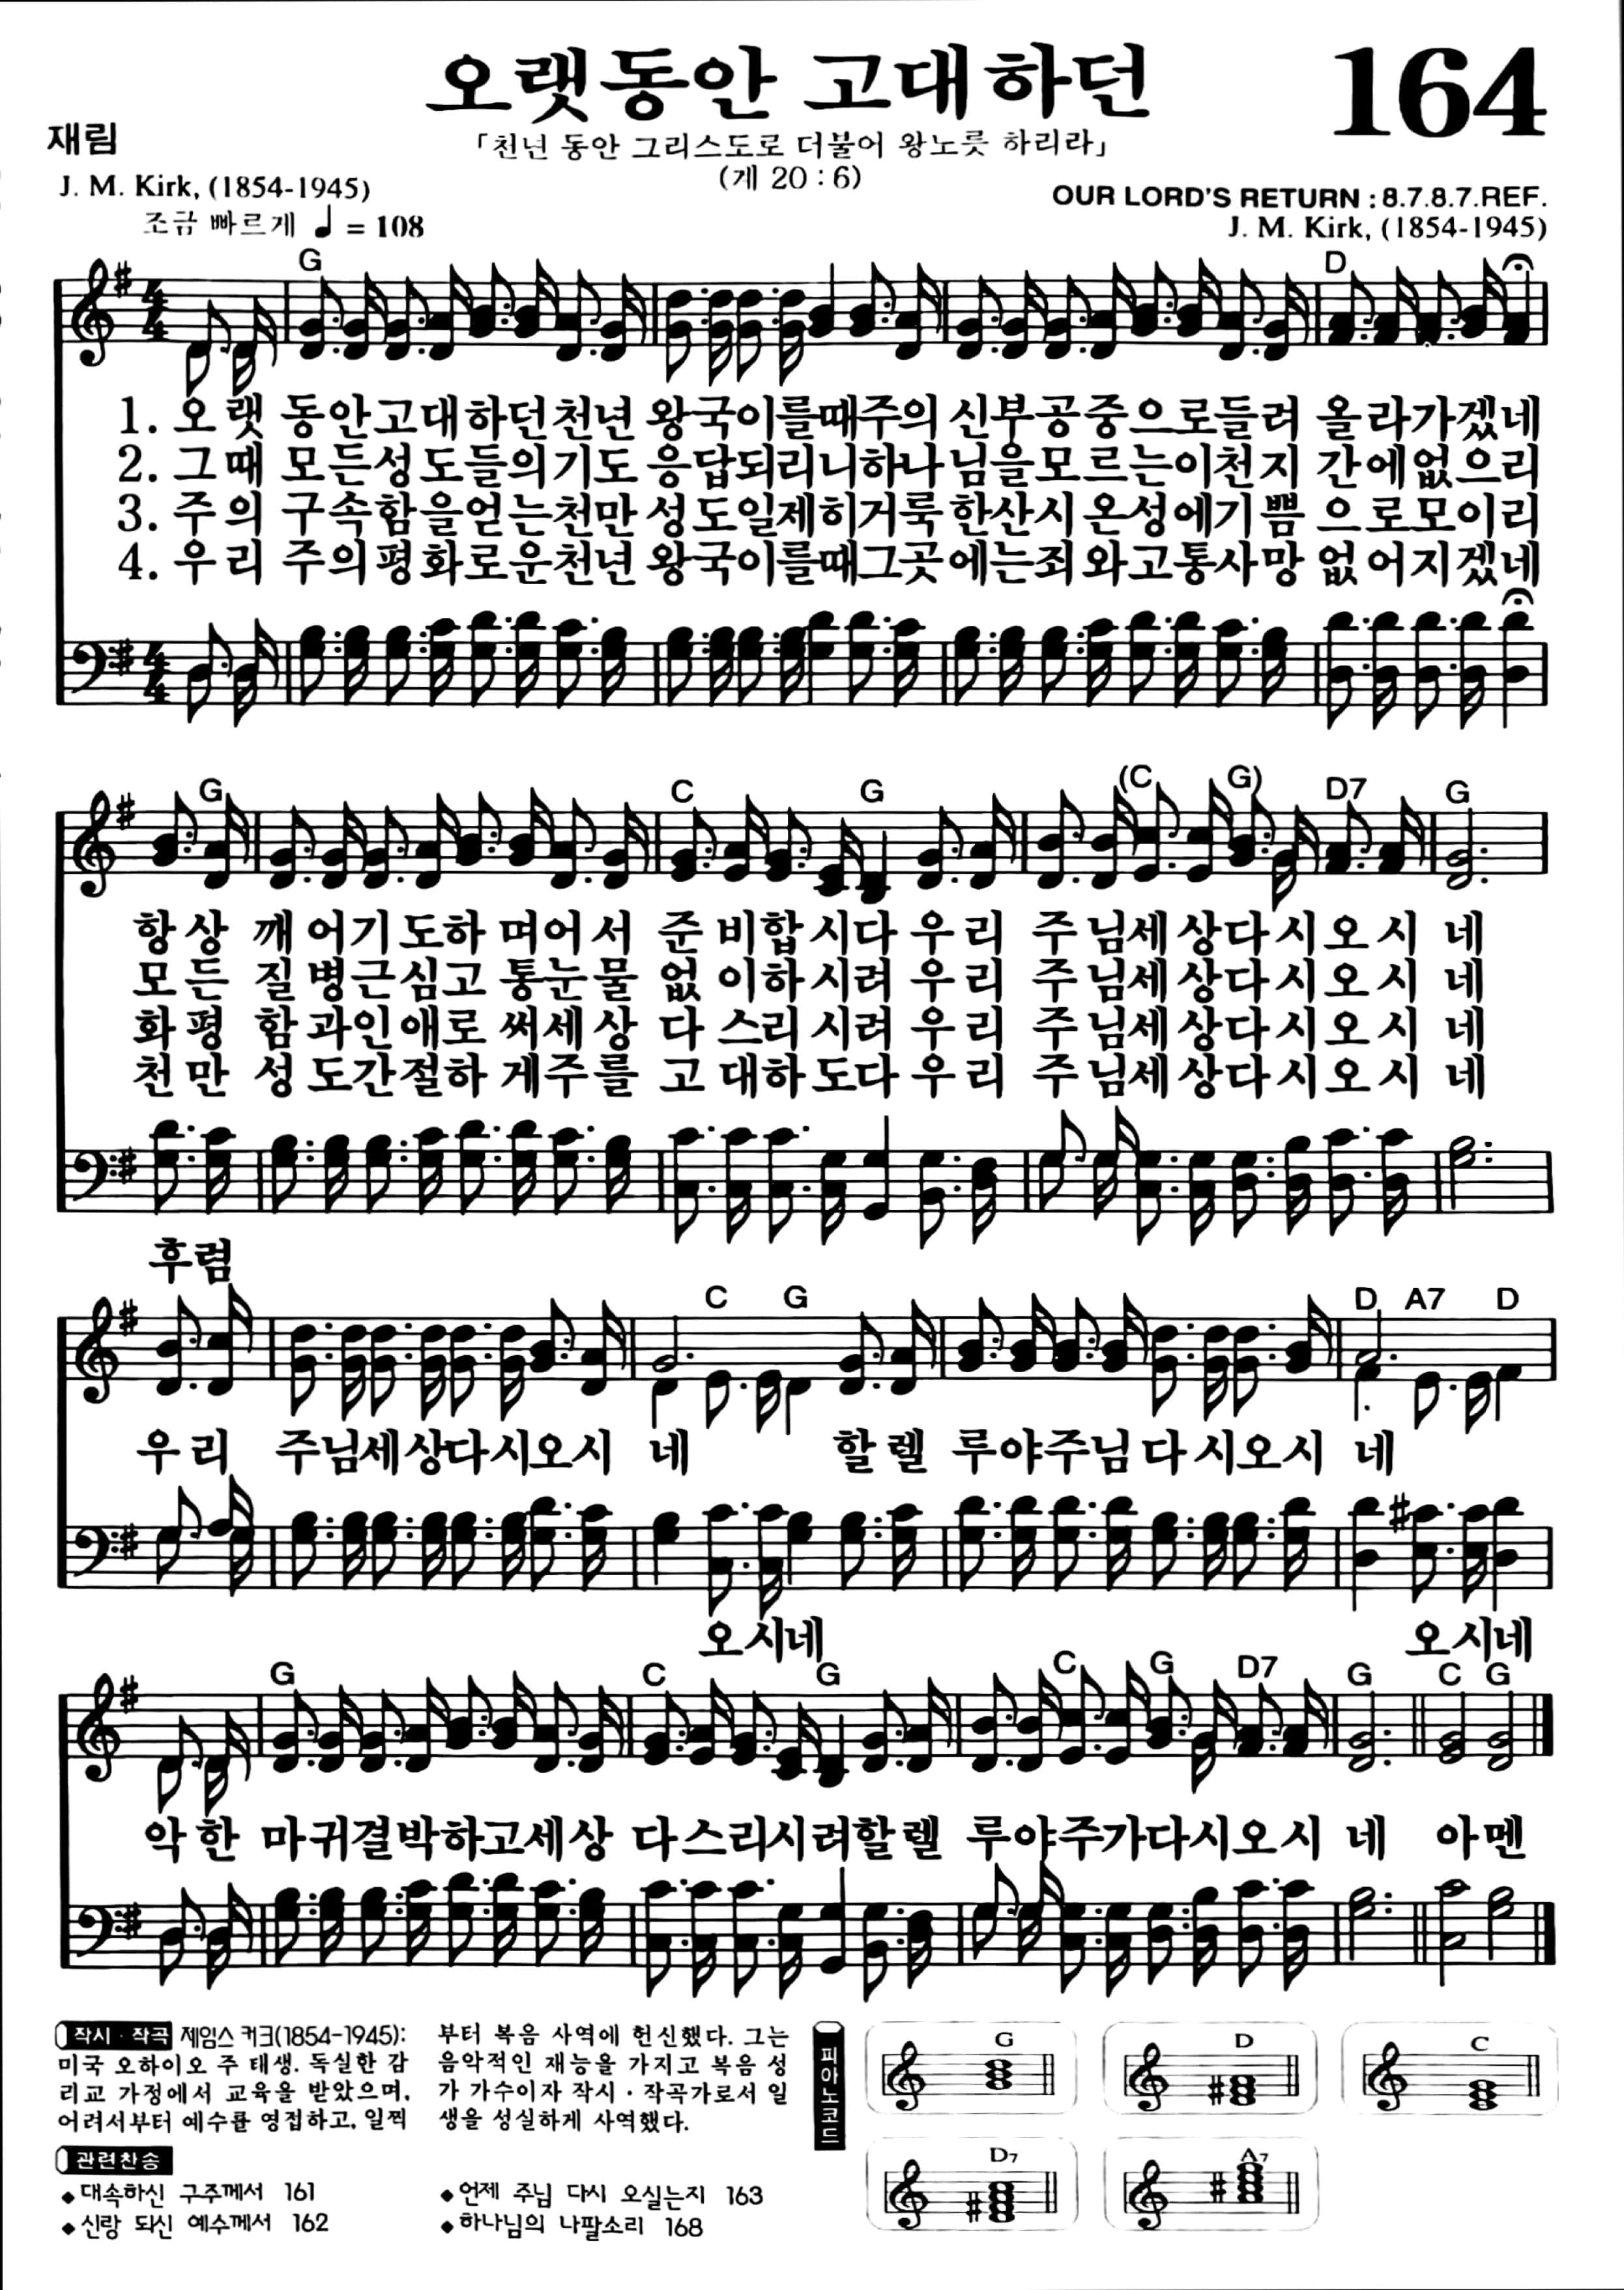 오랫동안 고대하던
164
재림
「천년 동안 그리스도로 더불어 왕노릇 하리라」
(계 20 : 6)
J. M. Kirk, (1854-1945)
OUR LORD'S RETURN : 8.7.8.7.REF.
조금 빠르게 ♩ = 108
J. M. Kirk, (1854-1945)
G D
1. 오 랫 동안고대하던천년 왕국이를때주의 신부공중으로들려 올라가겠네
2. 그때 모든성도들의기도 응답되리니하나님을모르는이천지 간에없으리
3. 주의 구속함을얻는천만 성도일제히거룩한산시온성에기쁨 으로모이리
4. 우리 주의평화로운천년 왕국이를때그곳에는죄와고통사망 없어지겠네
G C G (C G) D7 G
항상 깨어기도하며어서 준비합시다 우리 주님세상다시오시 네
모든 질병근심고통눈물 없이하시려 우리 주님세상다시오시 네
화평 함과인애로써세상 다스리시려 우리 주님세상다시오시 네
천만 성도간절하게주를 고대하도다 우리 주님세상다시오시 네
후렴
C G D A7 D
우리 주님세상다시오시 네 할렐 루야주님다시오시 네
오시네 오시네
G C G C G D7 G C G
악한 마귀결박하고세상 다스리시려할렐 루야주가다시오시 네 아멘
작시·작곡 제임스 커크(1854-1945):
미국 오하이오 주 태생. 독실한 감
리교 가정에서 교육을 받았으며,
어려서부터 예수를 영접하고, 일찍
부터 복음 사역에 헌신했다. 그는
음악적인 재능을 가지고 복음 성
가 가수이자 작시·작곡가로서 일
생을 성실하게 사역했다.
관련찬송
◆대속하신 구주께서 161
◆신랑 되신 예수께서 162
◆언제 주님 다시 오실는지 163
◆하나님의 나팔소리 168
피아노코드
G D C
D7 A7